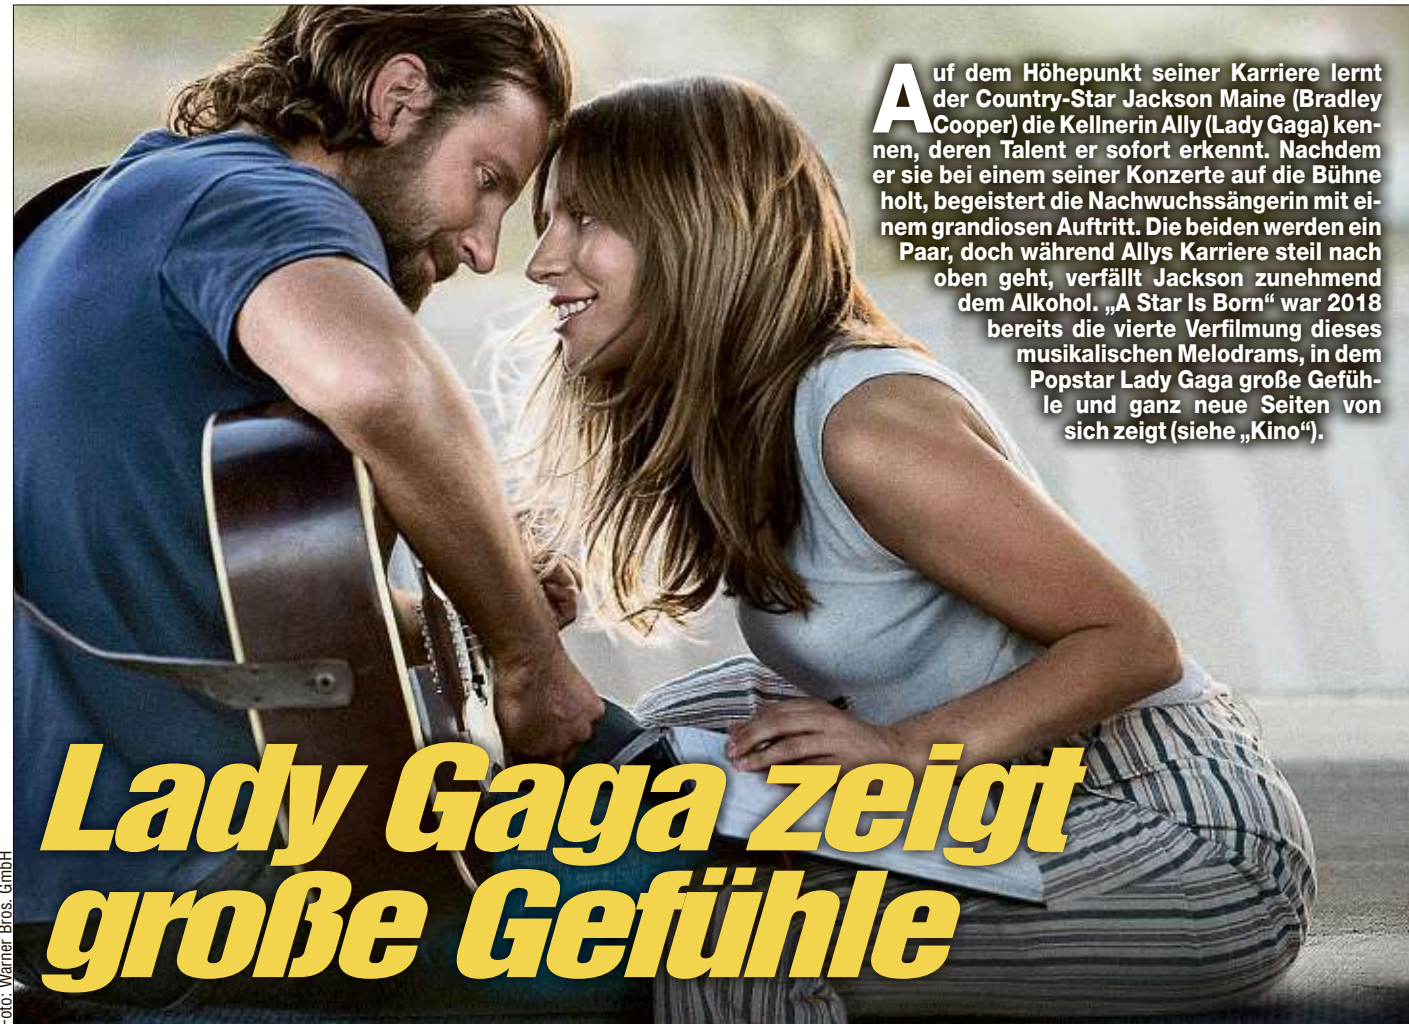 Auf dem Höhepunkt seiner Karriere lernt
der Country-Star Jackson Maine (Bradley
Cooper) die Kellnerin Ally (Lady Gaga) ken-
nen, deren Talent er sofort erkennt. Nachdem
er sie bei einem seiner Konzerte auf die Bühne
holt, begeistert die Nachwuchssängerin mit ei-
nem grandiosen Auftritt. Die beiden werden ein
Paar, doch während Allys Karriere steil nach
oben geht, verfällt Jackson zunehmend
dem Alkohol. „A Star Is Born“ war 2018
bereits die vierte Verfilmung dieses
musikalischen Melodrams, in dem
Popstar Lady Gaga große Gefüh-
le und ganz neue Seiten von
sich zeigt (siehe „Kino“).
Lady Gaga zeigt
große Gefühle
Foto: Warner Bros. GmbH